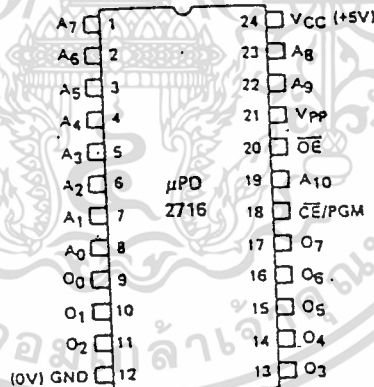 A7 1 24 VCC (+5V)
A6 2 23 A8
A5 3 22 A9
A4 4 21 VPP
A3 5 20 OE
A2 6 µPD 19 A10
A1 7 2716 18 CE/PGM
A0 8 17 O7
O0 9 16 O6
O1 10 15 O5
O2 11 14 O4
(0V) GND 12 13 O3